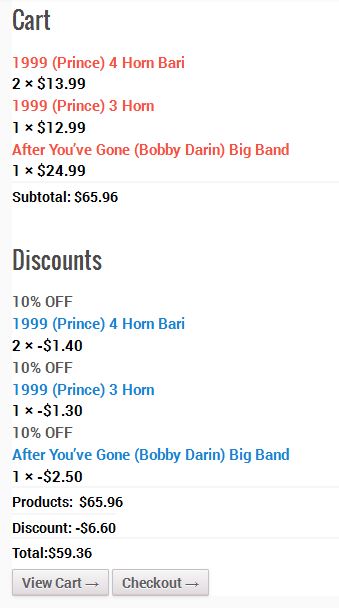 Cart
1999 (Prince) 4 Horn Bari
2 × $13.99
1999 (Prince) 3 Horn
1 × $12.99
After You've Gone (Bobby Darin) Big Band
1 × $24.99
Subtotal: $65.96
Discounts
10% OFF
1999 (Prince) 4 Horn Bari
2 × -$1.40
10% OFF
1999 (Prince) 3 Horn
1 × -$1.30
10% OFF
After You've Gone (Bobby Darin) Big Band
1 × -$2.50
Products: $65.96
Discount: -$6.60
Total:$59.36
View Cart → Checkout →